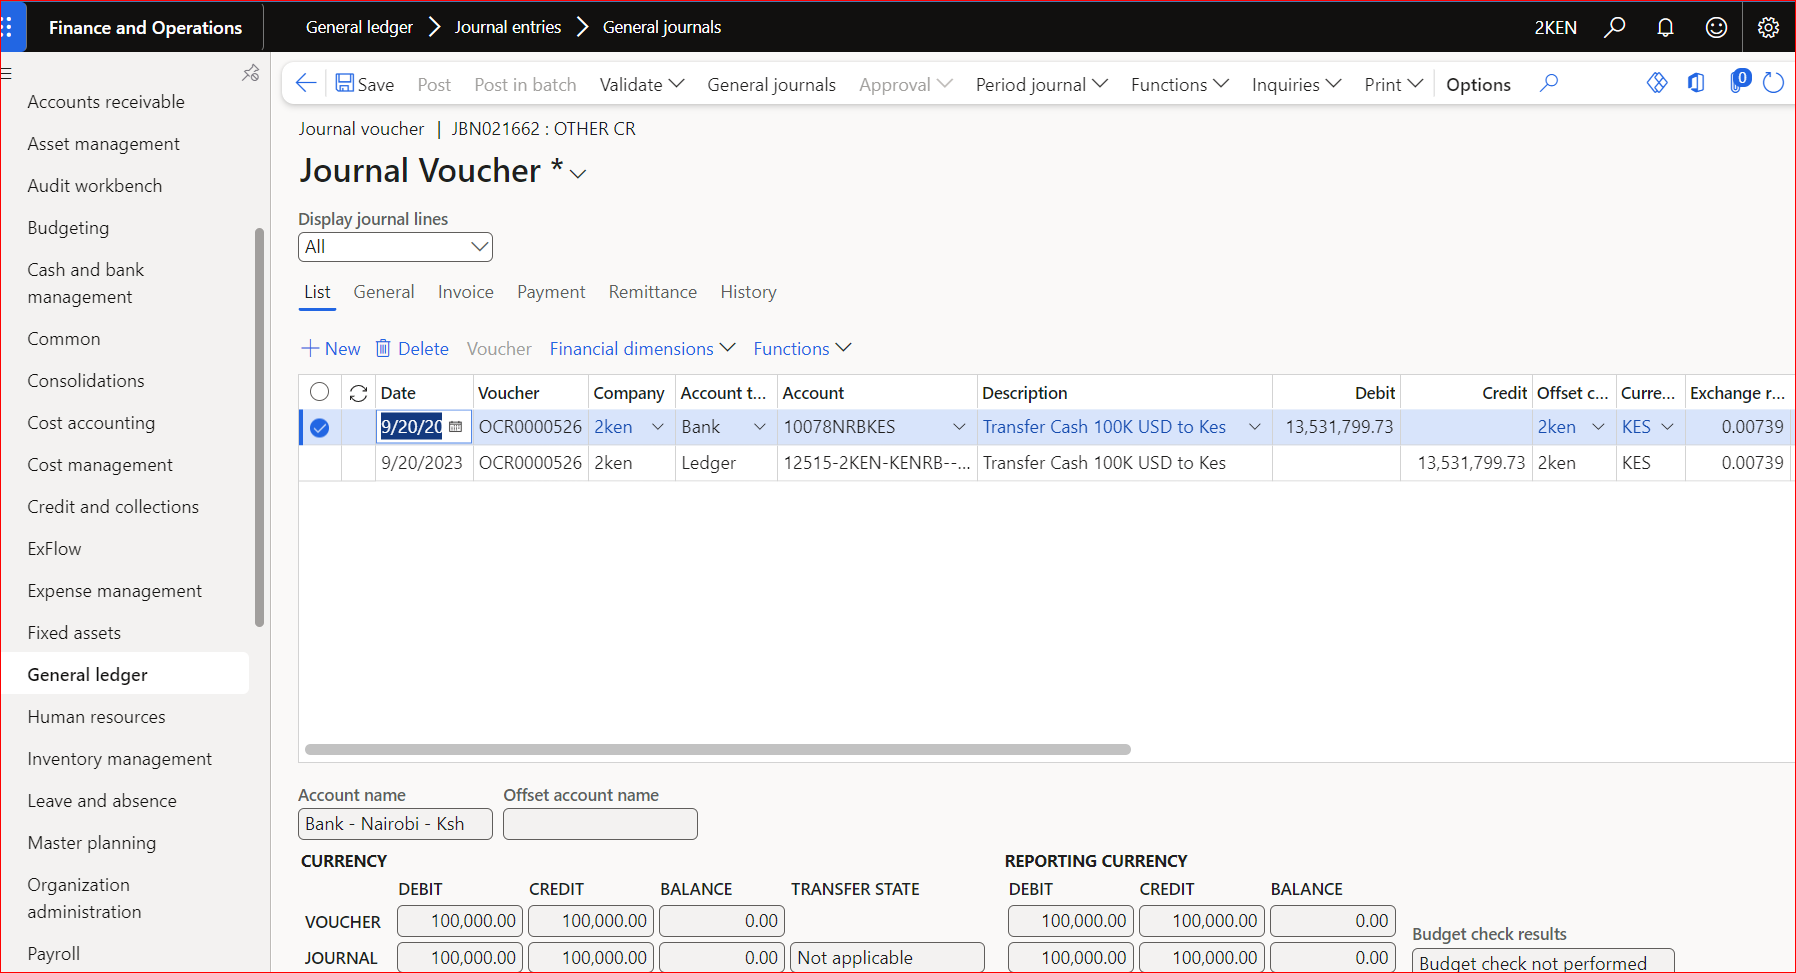 Finance and Operations
General ledger
Journal entries
General journals
2KEN
Save
Post
Post in batch
Validate
General journals
Approval
Period journal
Functions
Inquiries
Print
Options
0
Accounts receivable
Asset management
Audit workbench
Budgeting
Cash and bank
management
Common
Consolidations
Cost accounting
Cost management
Credit and collections
ExFlow
Expense management
Fixed assets
General ledger
Human resources
Inventory management
Leave and absence
Master planning
Organization
administration
Payroll
Journal voucher | JBN021662 : OTHER CR
Journal Voucher *
Display journal lines
All
List General Invoice Payment Remittance History
New Delete Voucher Financial dimensions Functions
Date Voucher Company Account t... Account Description Debit Credit Offset c... Curre... Exchange r...
9/20/20 OCR0000526 2ken Bank 10078NRBKES Transfer Cash 100K USD to Kes 13,531,799.73 2ken KES 0.00739
9/20/2023 OCR0000526 2ken Ledger 12515-2KEN-KENRB--... Transfer Cash 100K USD to Kes 13,531,799.73 2ken KES 0.00739
Account name Offset account name
Bank - Nairobi - Ksh
CURRENCY REPORTING CURRENCY
DEBIT CREDIT BALANCE TRANSFER STATE DEBIT CREDIT BALANCE
VOUCHER 100,000.00 100,000.00 0.00 100,000.00 100,000.00 0.00
Budget check results
JOURNAL 100,000.00 100,000.00 0.00 Not applicable 100,000.00 100,000.00 0.00
Budget check not performed